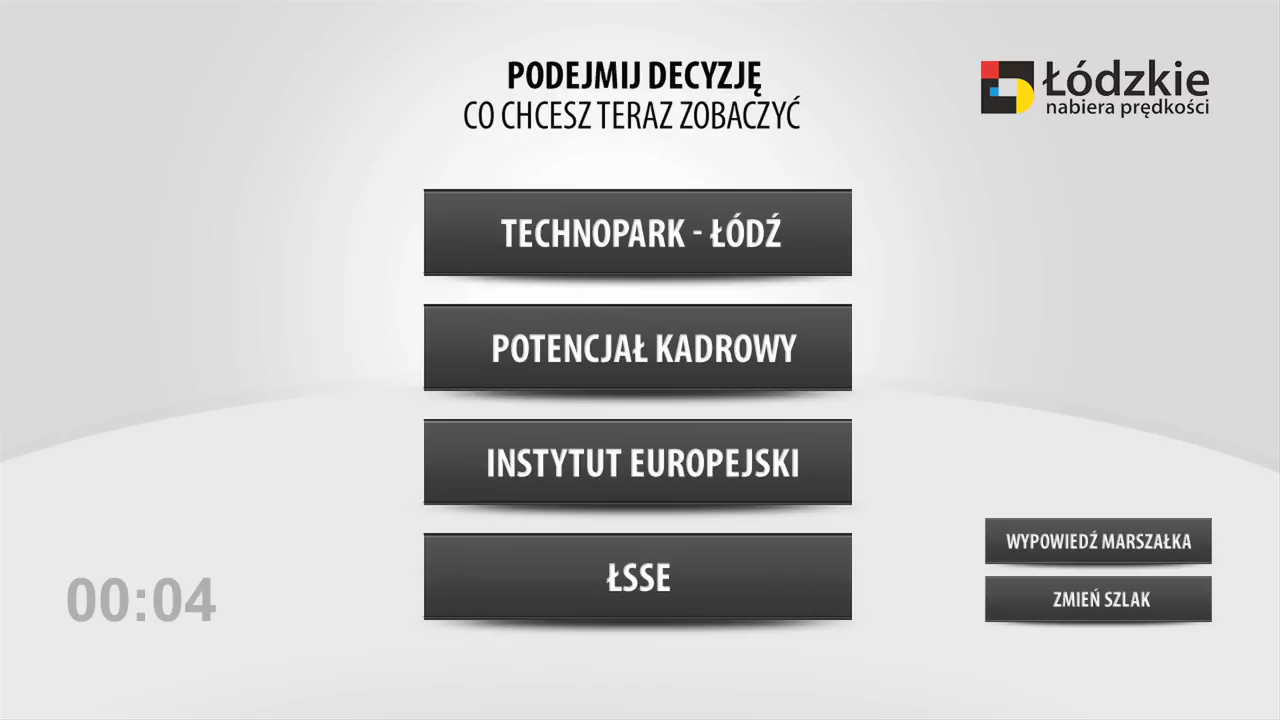 PODEJMIJ DECYZJĘ
CO CHCESZ TERAZ ZOBACZYĆ
Łódzkie
nabiera prędkości
TECHNOPARK - ŁÓDŹ
POTENCJAŁ KADROWY
INSTYTUT EUROPEJSKI
ŁSSE
WYPOWIEDŹ MARSZAŁKA
ZMIEŃ SZLAK
00:04